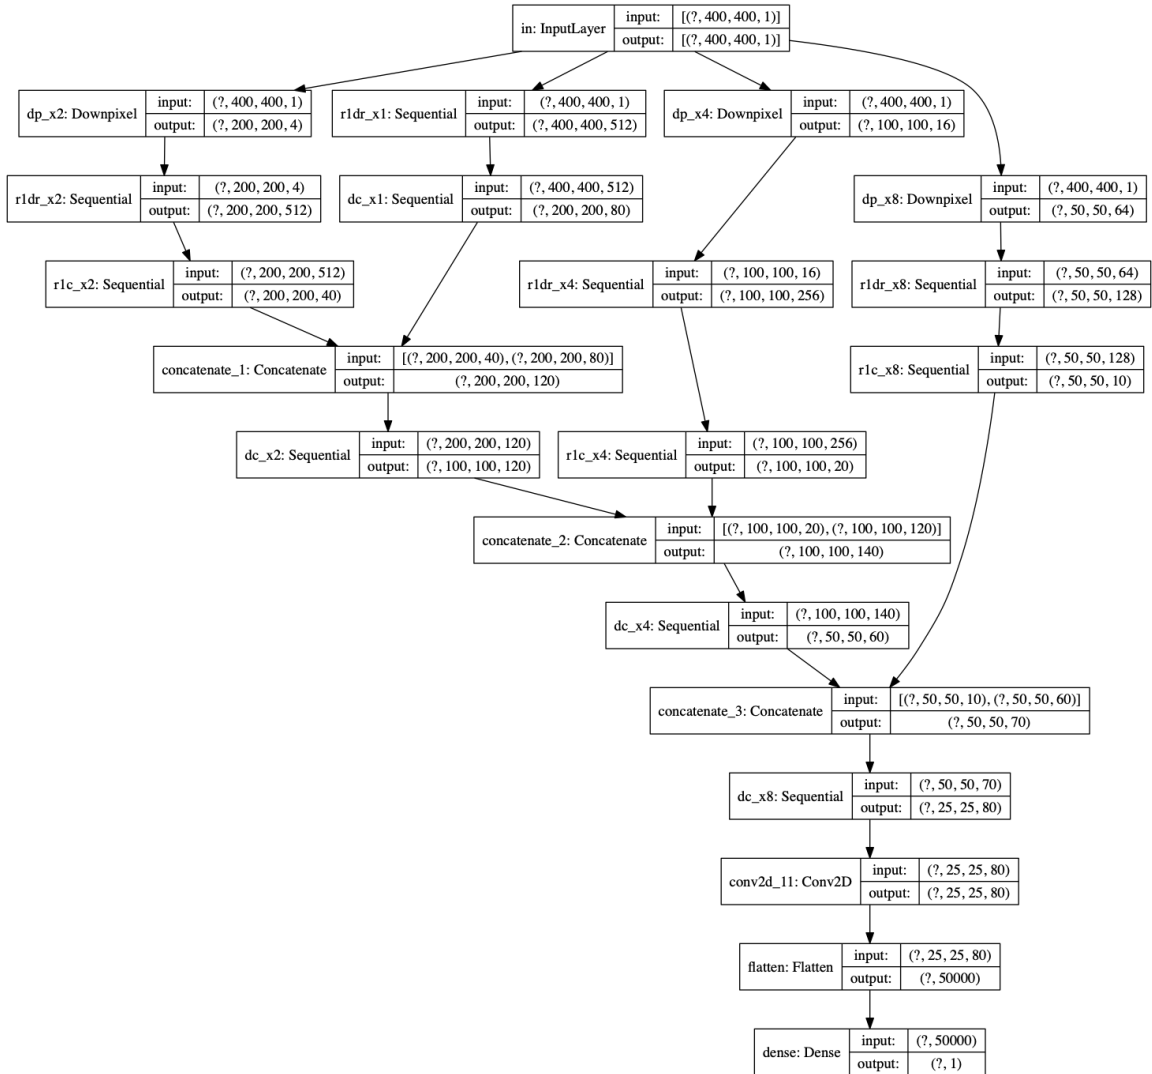 in: InputLayer
input: [(?, 400, 400, 1)]
output: [(?, 400, 400, 1)]
dp_x2: Downpixel
input: (?, 400, 400, 1)
output: (?, 200, 200, 4)
r1dr_x1: Sequential
input: (?, 400, 400, 1)
output: (?, 400, 400, 512)
dp_x4: Downpixel
input: (?, 400, 400, 1)
output: (?, 100, 100, 16)
r1dr_x2: Sequential
input: (?, 200, 200, 4)
output: (?, 200, 200, 512)
dc_x1: Sequential
input: (?, 400, 400, 512)
output: (?, 200, 200, 80)
dp_x8: Downpixel
input: (?, 400, 400, 1)
output: (?, 50, 50, 64)
r1c_x2: Sequential
input: (?, 200, 200, 512)
output: (?, 200, 200, 40)
r1dr_x4: Sequential
input: (?, 100, 100, 16)
output: (?, 100, 100, 256)
r1dr_x8: Sequential
input: (?, 50, 50, 64)
output: (?, 50, 50, 128)
concatenate_1: Concatenate
input: [(?, 200, 200, 40), (?, 200, 200, 80)]
output: (?, 200, 200, 120)
r1c_x8: Sequential
input: (?, 50, 50, 128)
output: (?, 50, 50, 10)
dc_x2: Sequential
input: (?, 200, 200, 120)
output: (?, 100, 100, 120)
r1c_x4: Sequential
input: (?, 100, 100, 256)
output: (?, 100, 100, 20)
concatenate_2: Concatenate
input: [(?, 100, 100, 20), (?, 100, 100, 120)]
output: (?, 100, 100, 140)
dc_x4: Sequential
input: (?, 100, 100, 140)
output: (?, 50, 50, 60)
concatenate_3: Concatenate
input: [(?, 50, 50, 10), (?, 50, 50, 60)]
output: (?, 50, 50, 70)
dc_x8: Sequential
input: (?, 50, 50, 70)
output: (?, 25, 25, 80)
conv2d_11: Conv2D
input: (?, 25, 25, 80)
output: (?, 25, 25, 80)
flatten: Flatten
input: (?, 25, 25, 80)
output: (?, 50000)
dense: Dense
input: (?, 50000)
output: (?, 1)